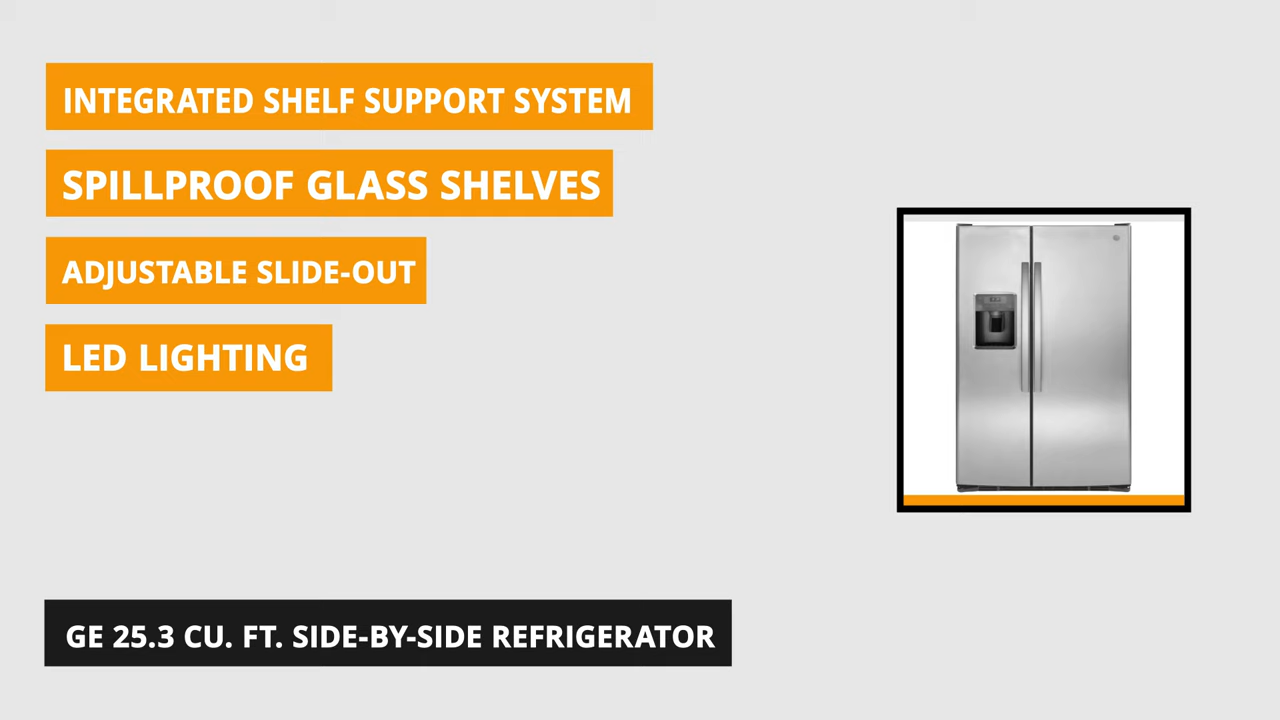 INTEGRATED SHELF SUPPORT SYSTEM
SPILLPROOF GLASS SHELVES
ADJUSTABLE SLIDE-OUT
LED LIGHTING
GE 25.3 CU. FT. SIDE-BY-SIDE REFRIGERATOR